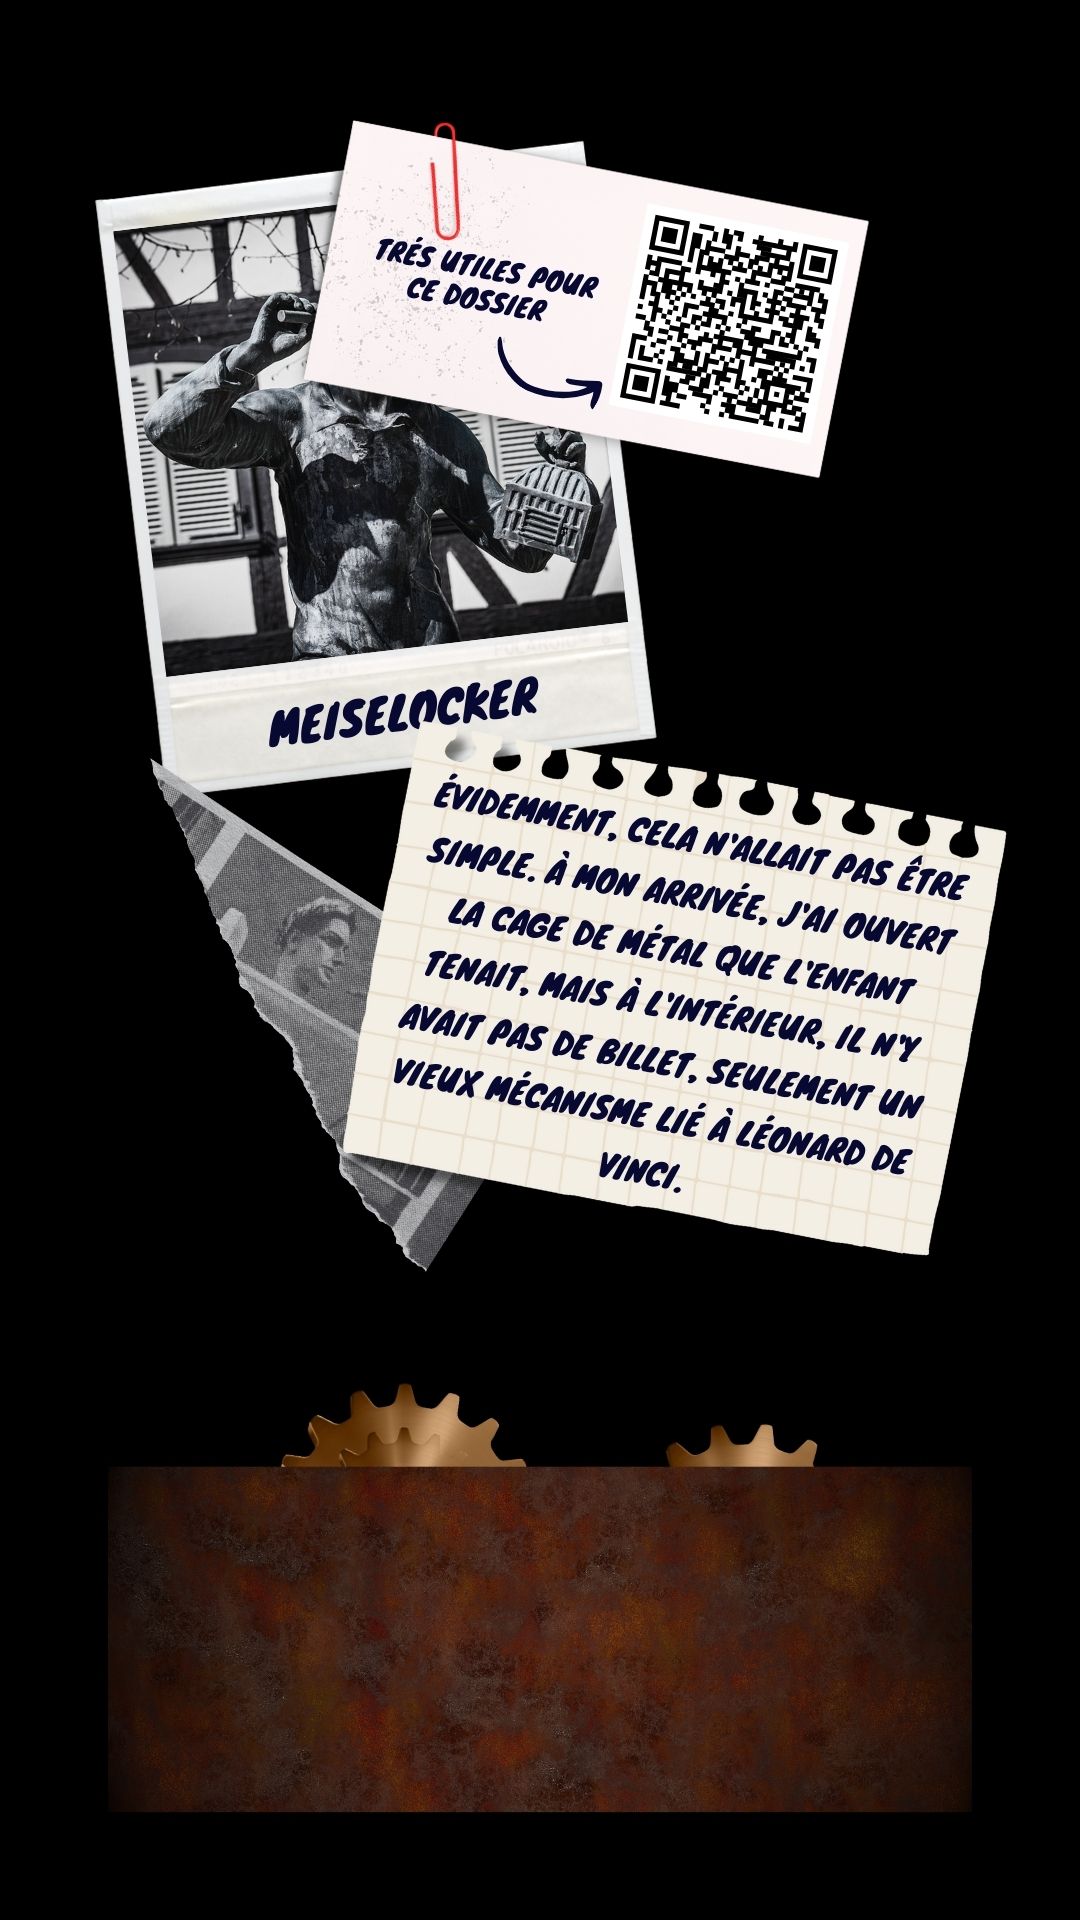 TRÉS UTILES POUR
CE DOSSIER
MEISELOCKER
ÉVIDEMMENT, CELA N'ALLAIT PAS ÊTRE
SIMPLE. À MON ARRIVÉE, J'AI OUVERT
LA CAGE DE MÉTAL QUE L'ENFANT
TENAIT, MAIS À L'INTÉRIEUR, IL N'Y
AVAIT PAS DE BILLET, SEULEMENT UN
VIEUX MÉCANISME LIÉ À LÉONARD DE
VINCI.